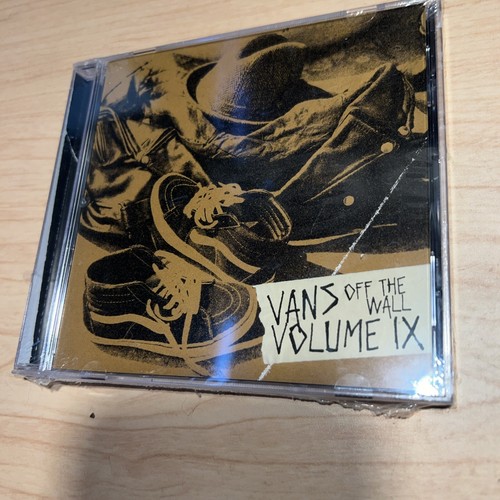 VANS OFF THE WALL
VOLUME IX